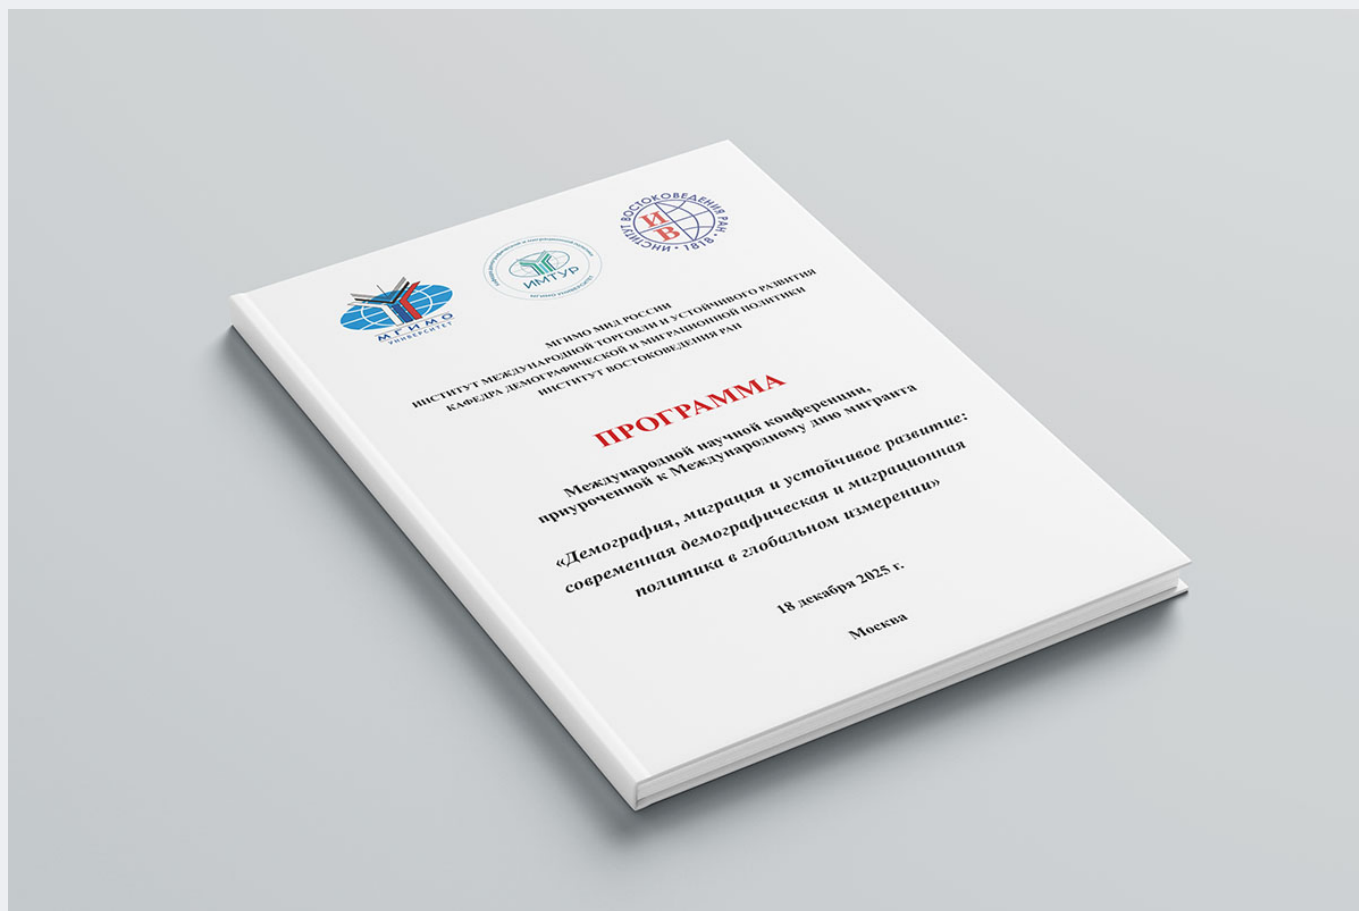 МГИМО
УНИВЕРСИТЕТ
ИМТУР
МГИМО УНИВЕРСИТЕТ
ИНСТИТУТ ВОСТОКОВЕДЕНИЯ РАН • 1818 •
И
В
МГИМО МИД РОССИИ
ИНСТИТУТ МЕЖДУНАРОДНОЙ ТОРГОВЛИ И УСТОЙЧИВОГО РАЗВИТИЯ
КАФЕДРА ДЕМОГРАФИЧЕСКОЙ И МИГРАЦИОННОЙ ПОЛИТИКИ
ИНСТИТУТ ВОСТОКОВЕДЕНИЯ РАН
ПРОГРАММА
Международной научной конференции,
приуроченной к Международному дню мигранта
«Демография, миграция и устойчивое развитие:
современная демографическая и миграционная
политика в глобальном измерении»
18 декабря 2025 г.
Москва